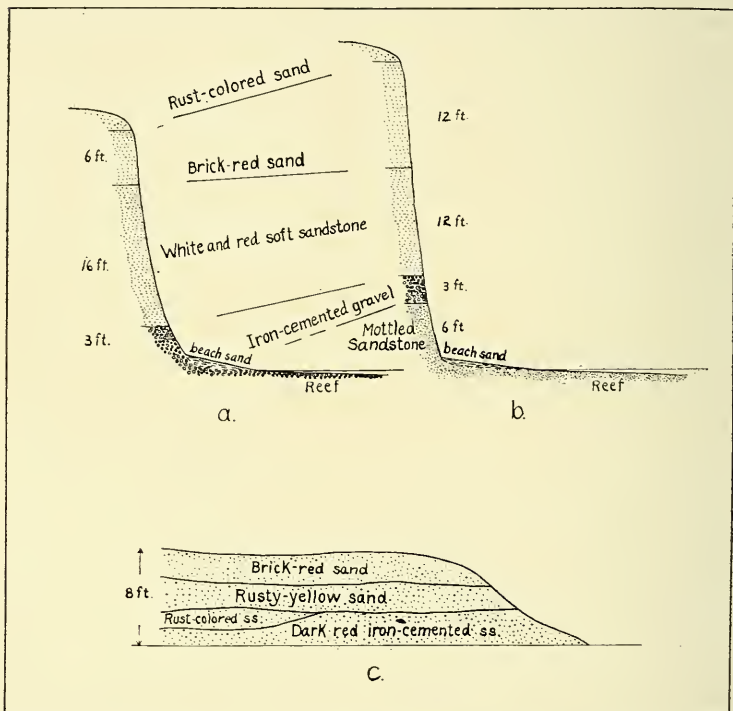 Rust-colored sand
12 ft.
6 ft.
Brick-red sand
12 ft.
White and red soft sandstone
16 ft.
3 ft.
Iron-cemented gravel
Mottled
Sandstone
6 ft
3 ft.
beach sand
beach sand
Reef
Reef
a.
b.
Brick-red sand
8 ft.
Rusty-yellow sand
Rust-colored ss.
Dark red iron-cemented ss.
C.